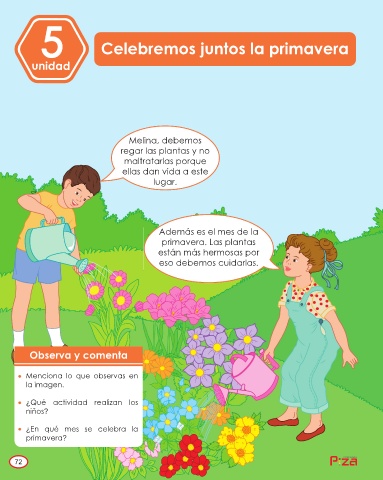 5
unidad
Celebremos juntos la primavera
Melina, debemos
regar las plantas y no
maltratarlas porque
ellas dan vida a este
lugar.
Además es el mes de la
primavera. Las plantas
están más hermosas por
eso debemos cuidarlas.
Observa y comenta
• Menciona lo que observas en
la imagen.
• ¿Qué actividad realizan los
niños?
• ¿En qué mes se celebra la
primavera?
72